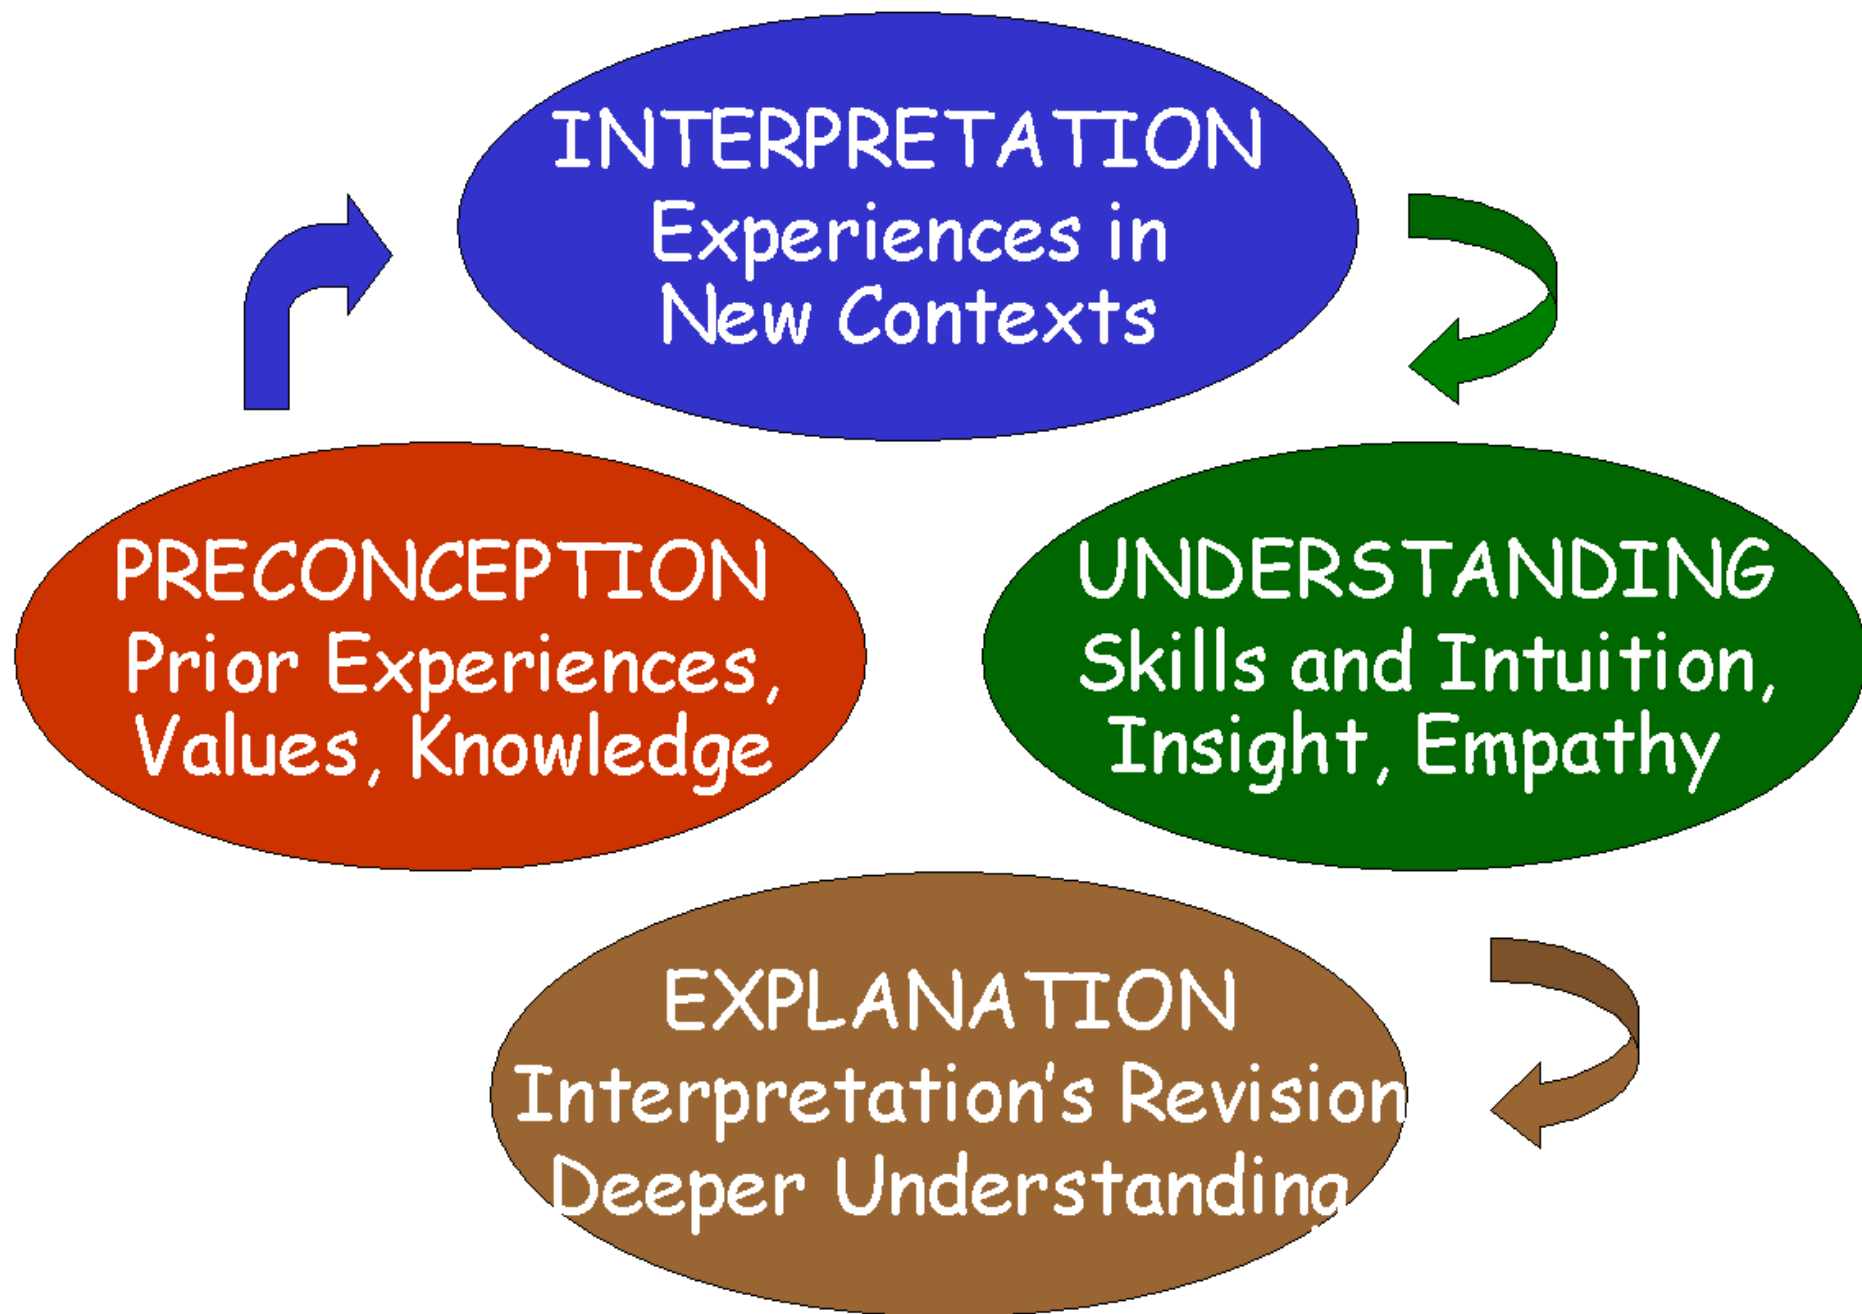 INTERPRETATION
Experiences in
New Contexts
PRECONCEPTION
Prior Experiences,
Values, Knowledge
UNDERSTANDING
Skills and Intuition,
Insight, Empathy
EXPLANATION
Interpretation's Revision
Deeper Understanding